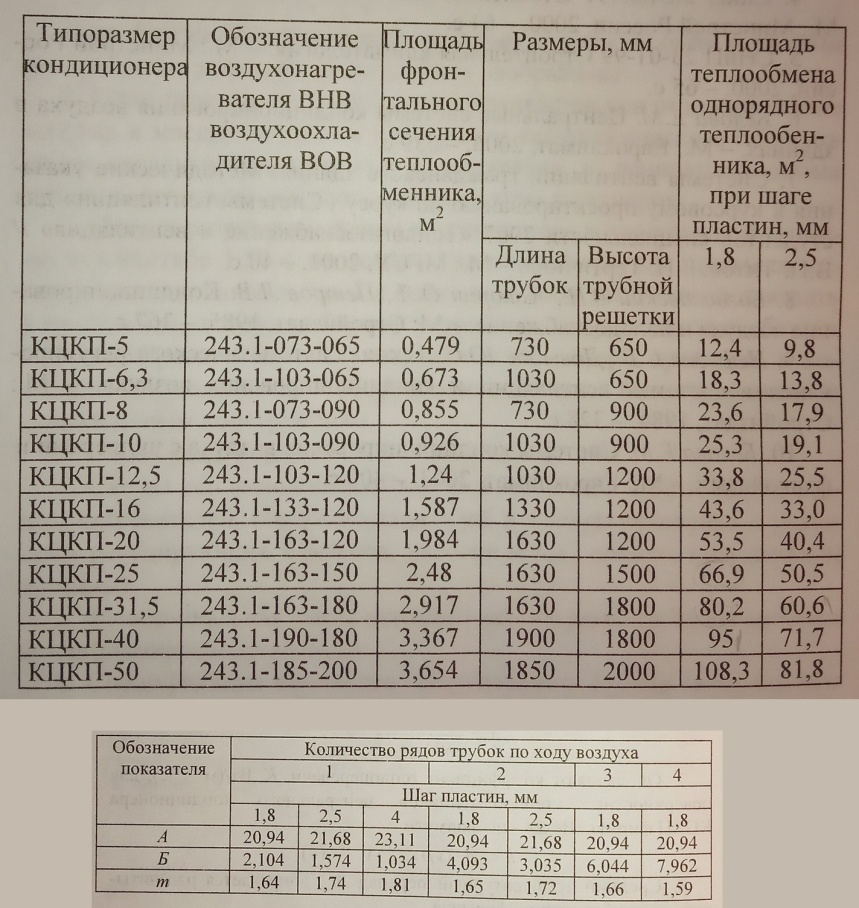 Типоразмер кондиционера
Обозначение воздухонагре-
вателя ВНВ
воздухоохла-
дителя ВОВ
Площадь
фрон-
тального
сечения
теплооб-
менника,
м²
Размеры, мм
Площадь
теплообмена
однорядного
теплообен-
ника, м²,
при шаге
пластин, мм
Длина трубок
Высота трубной решетки
1,8 2,5
КЦКП-5 243.1-073-065 0,479 730 650 12,4 9,8
КЦКП-6,3 243.1-103-065 0,673 1030 650 18,3 13,8
КЦКП-8 243.1-073-090 0,855 730 900 23,6 17,9
КЦКП-10 243.1-103-090 0,926 1030 900 25,3 19,1
КЦКП-12,5 243.1-103-120 1,24 1030 1200 33,8 25,5
КЦКП-16 243.1-133-120 1,587 1330 1200 43,6 33,0
КЦКП-20 243.1-163-120 1,984 1630 1200 53,5 40,4
КЦКП-25 243.1-163-150 2,48 1630 1500 66,9 50,5
КЦКП-31,5 243.1-163-180 2,917 1630 1800 80,2 60,6
КЦКП-40 243.1-190-180 3,367 1900 1800 95 71,7
КЦКП-50 243.1-185-200 3,654 1850 2000 108,3 81,8
Обозначение показателя
Количество рядов трубок по ходу воздуха
1 2 3 4
Шаг пластин, мм
1,8 2,5 4 1,8 2,5 1,8 1,8
А 20,94 21,68 23,11 20,94 21,68 20,94 20,94
Б 2,104 1,574 1,034 4,093 3,035 6,044 7,962
m 1,64 1,74 1,81 1,65 1,72 1,66 1,59